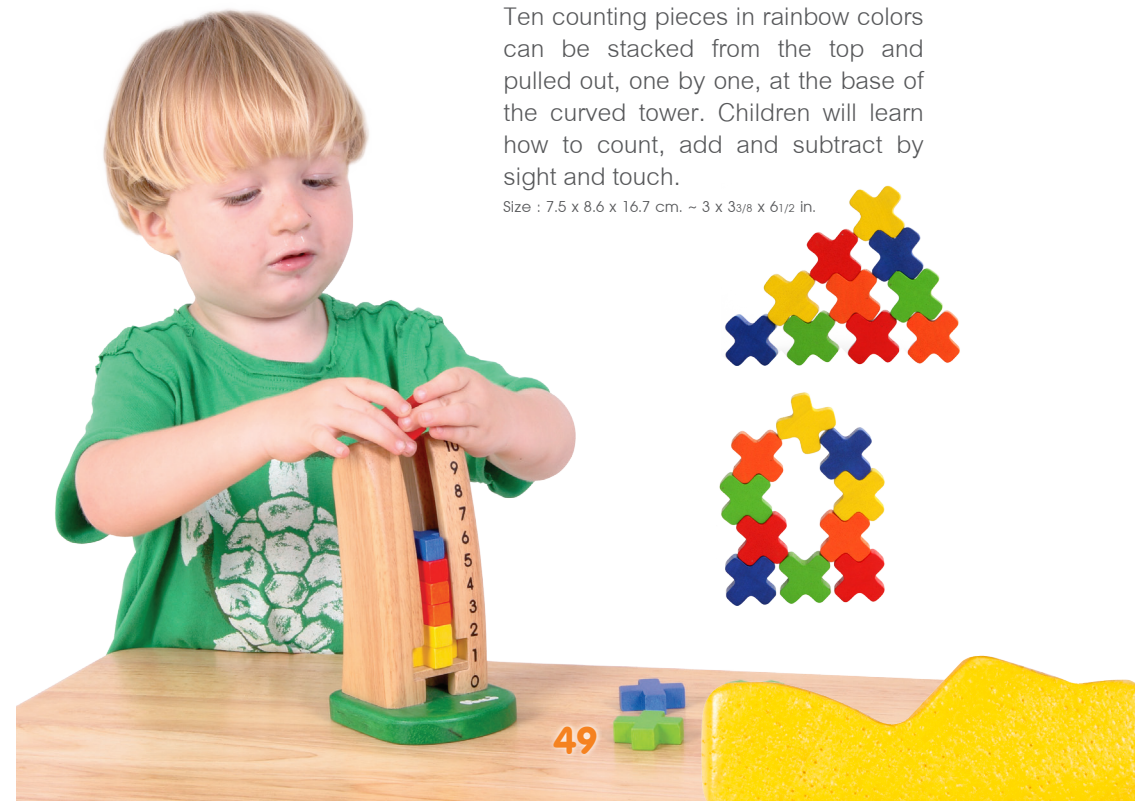 Ten counting pieces in rainbow colors
can be stacked from the top and
pulled out, one by one, at the base of
the curved tower. Children will learn
how to count, add and subtract by
sight and touch.
Size : 7.5 x 8.6 x 16.7 cm. ~ 3 x 33/8 x 61/2 in.
10
9
8
7
6
5
4
3
2
1
0
49